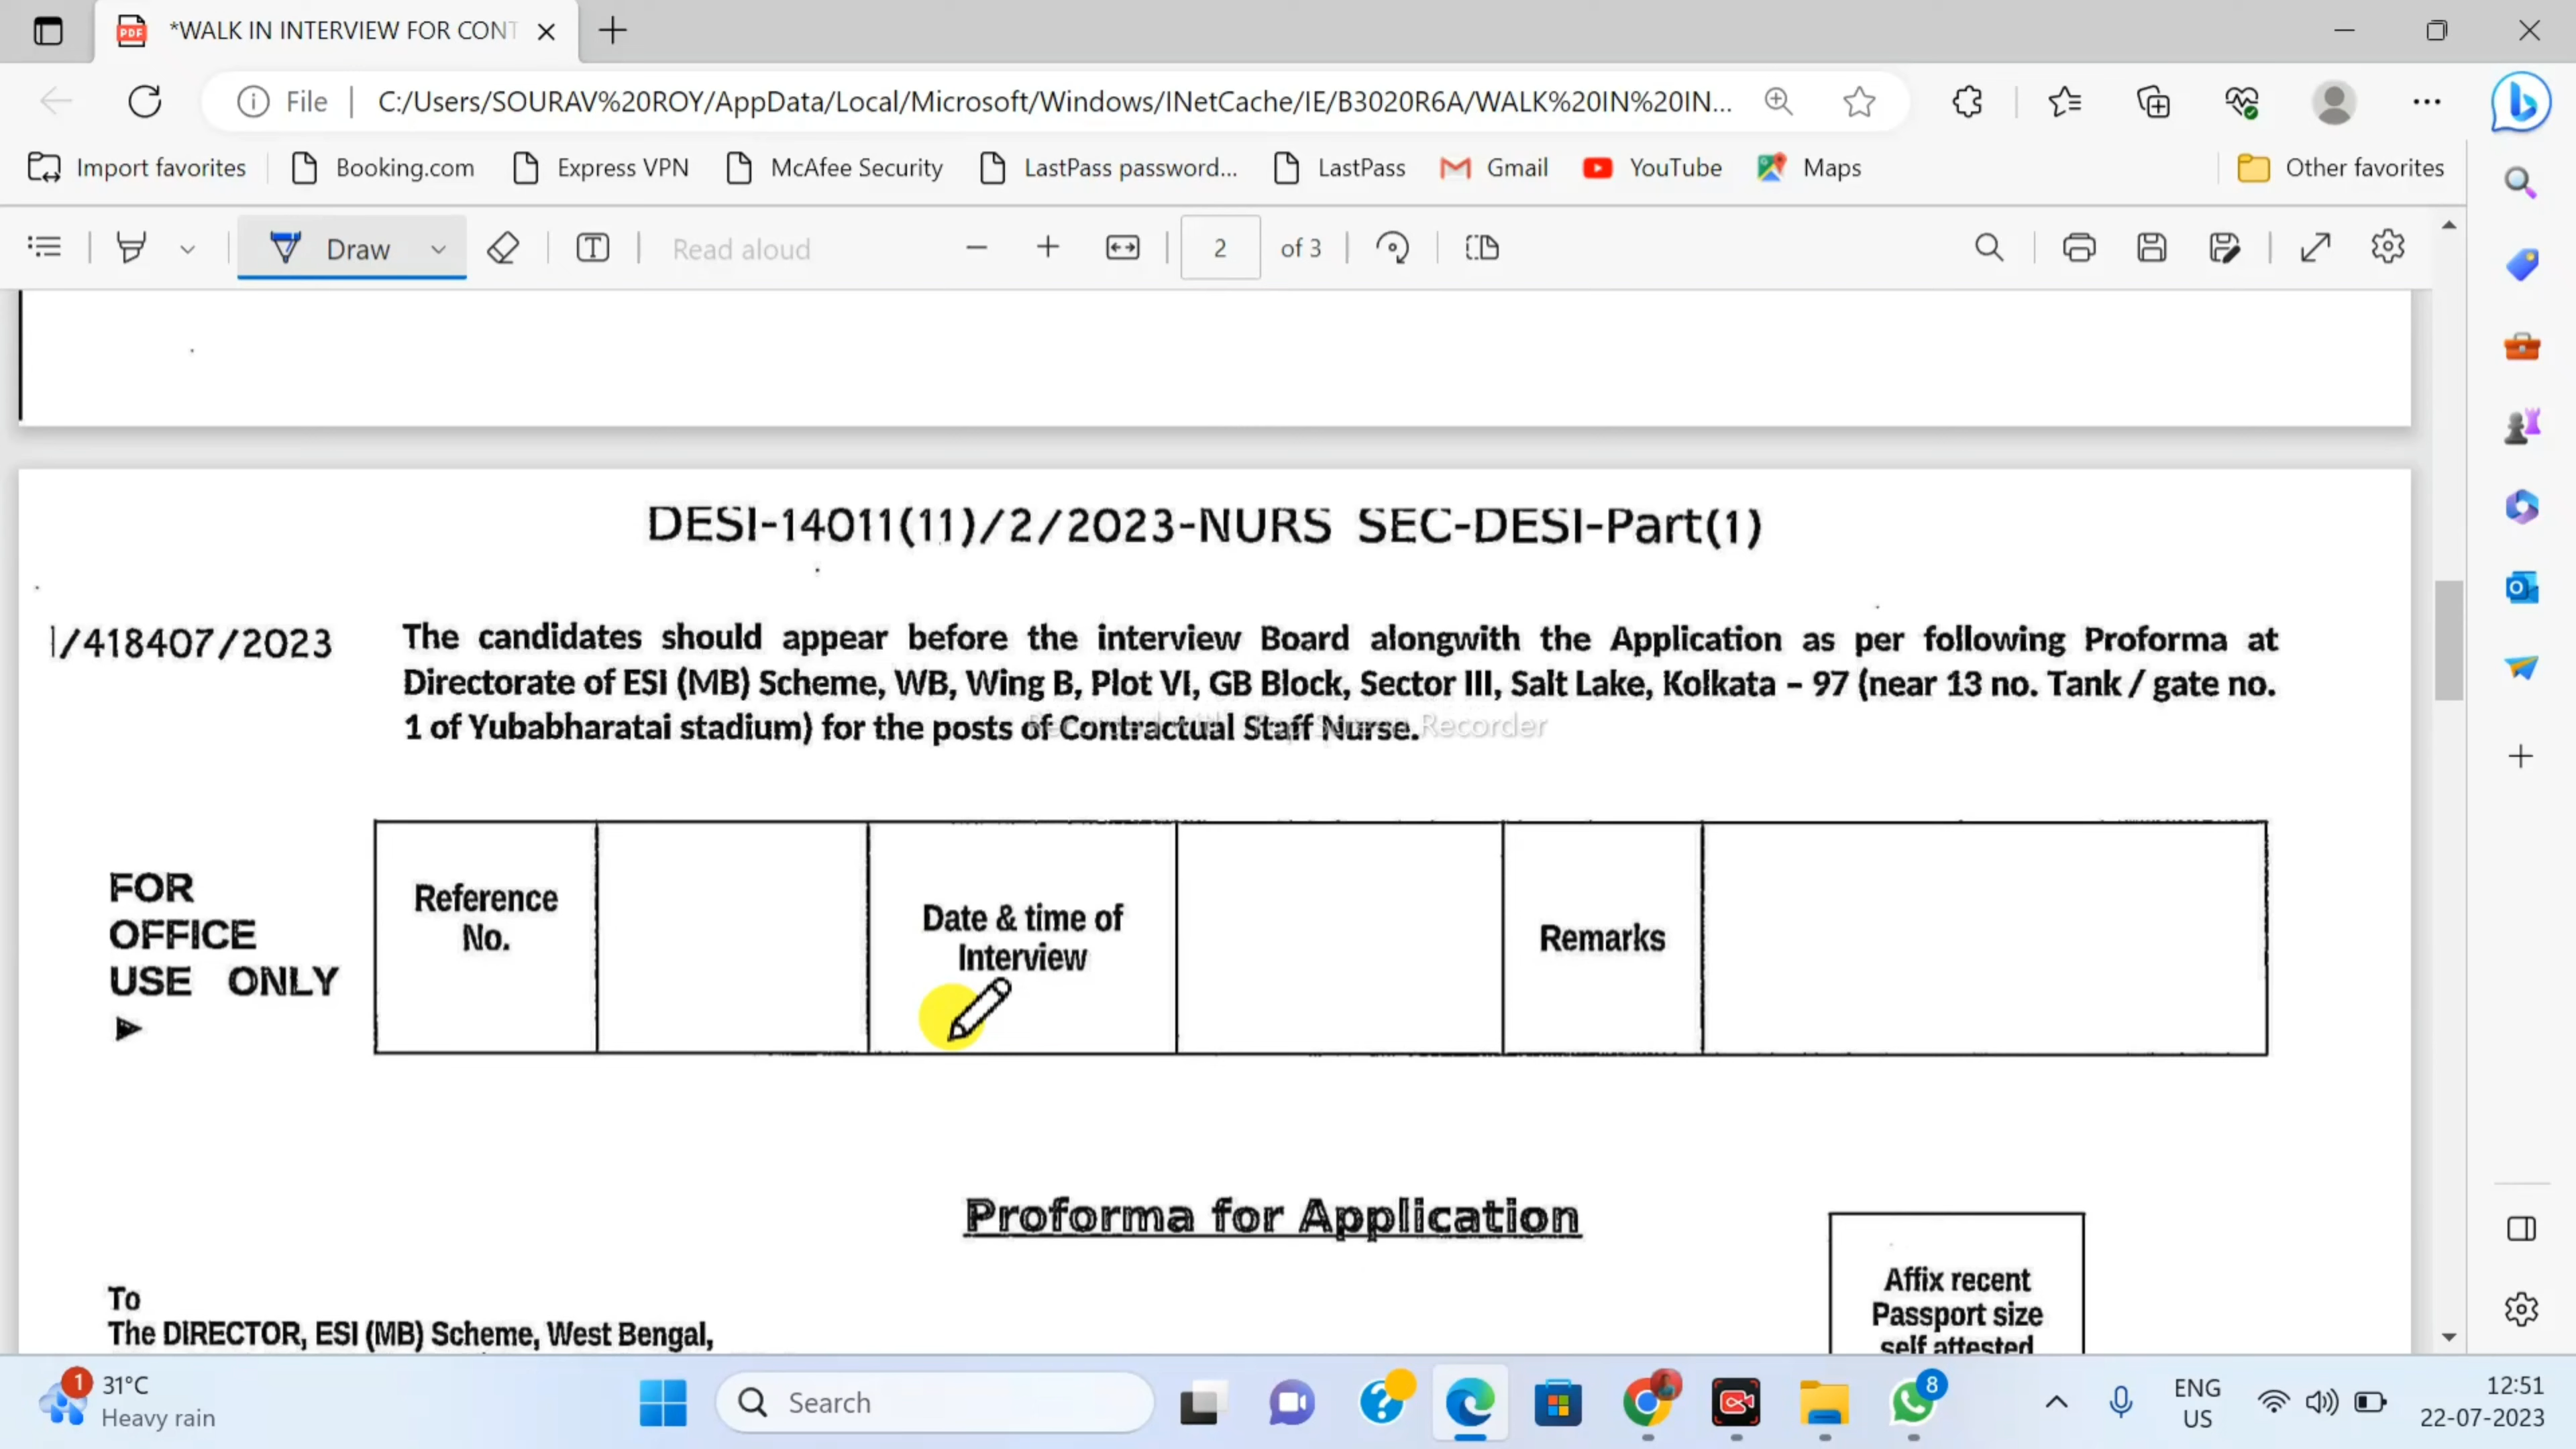 *WALK IN INTERVIEW FOR CONT
File
C:/Users/SOURAV%20ROY/AppData/Local/Microsoft/Windows/INetCache/IE/B3020R6A/WALK%20IN%20IN...
Import favorites
Booking.com
Express VPN
McAfee Security
LastPass password...
LastPass
Gmail
YouTube
Maps
Other favorites
Draw
Read aloud
2
of 3
DESI-14011(11)/2/2023-NURS SEC-DESI-Part(1)
I/418407/2023
The candidates should appear before the interview Board alongwith the Application as per following Proforma at
Directorate of ESI (MB) Scheme, WB, Wing B, Plot VI, GB Block, Sector III, Salt Lake, Kolkata – 97 (near 13 no. Tank / gate no.
1 of Yubabharatai stadium) for the posts of Contractual Staff Nurse.
Screen Recorder
FOR
OFFICE
USE ONLY
Reference
No.
Date & time of
Interview
Remarks
Proforma for Application
To
The DIRECTOR, ESI (MB) Scheme, West Bengal,
Affix recent
Passport size
self attested
1
31°C
Heavy rain
Search
8
ENG
US
12:51
22-07-2023